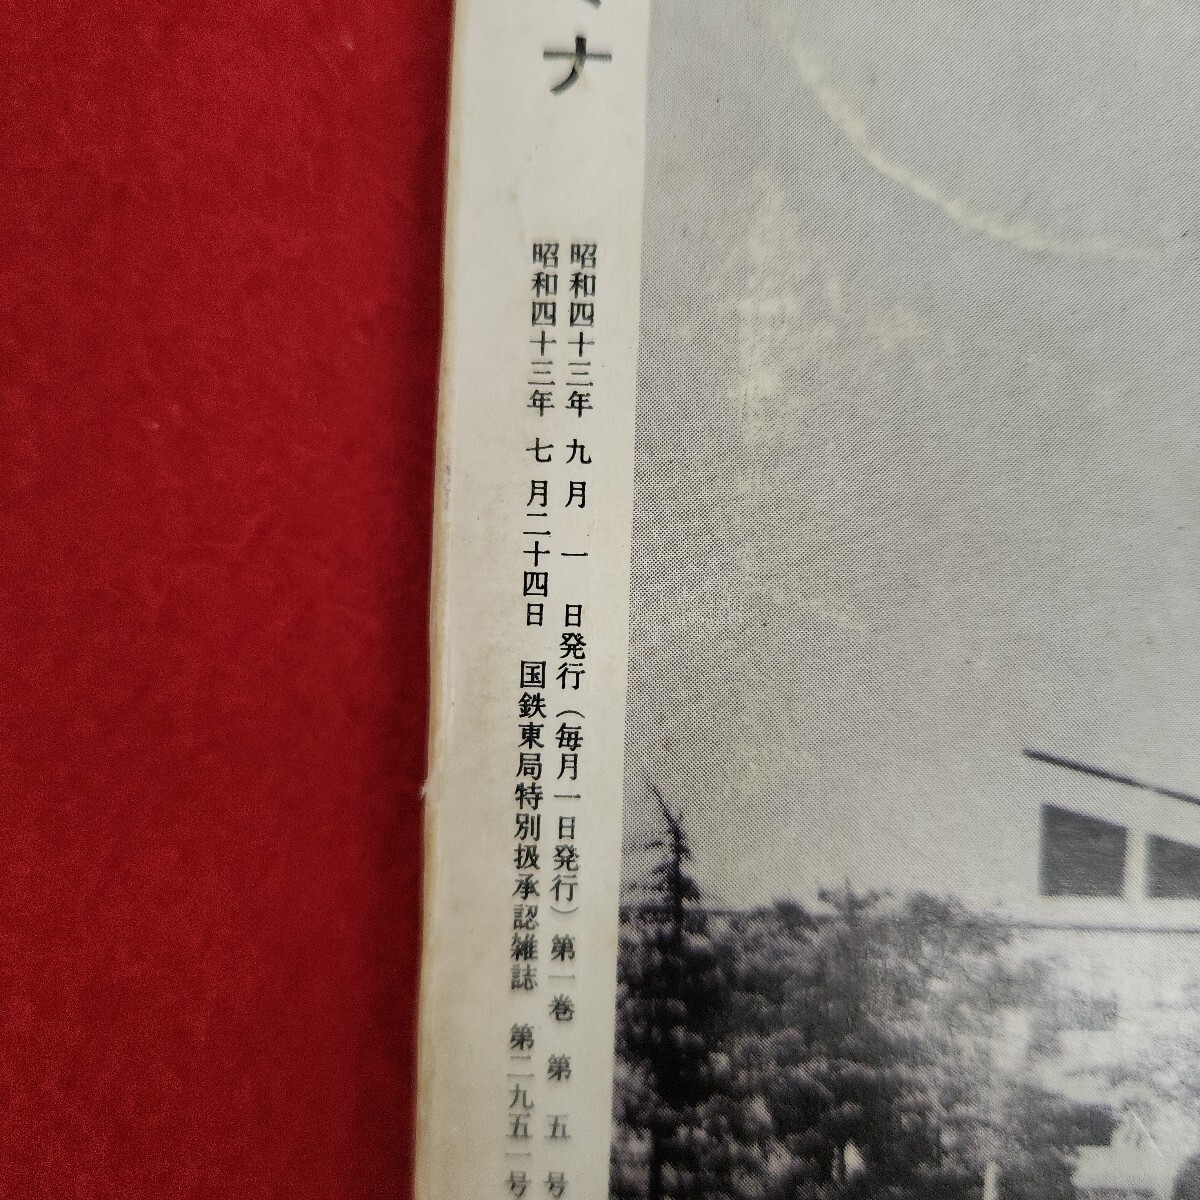 ナ
昭和四十三年九月一日発行(毎月一日発行)第一巻 第五号
昭和四十三年七月二十四日 国鉄東局特別扱承認雑誌 第二九五一号